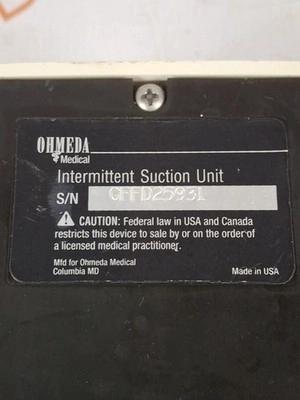 OHMEDA
Medical
Intermittent Suction Unit
S/N
CAUTION: Federal law in USA and Canada
restricts this device to sale by or on the order of
a licensed medical practitioner.
Mfd for Ohmeda Medical
Columbia MD Made in USA